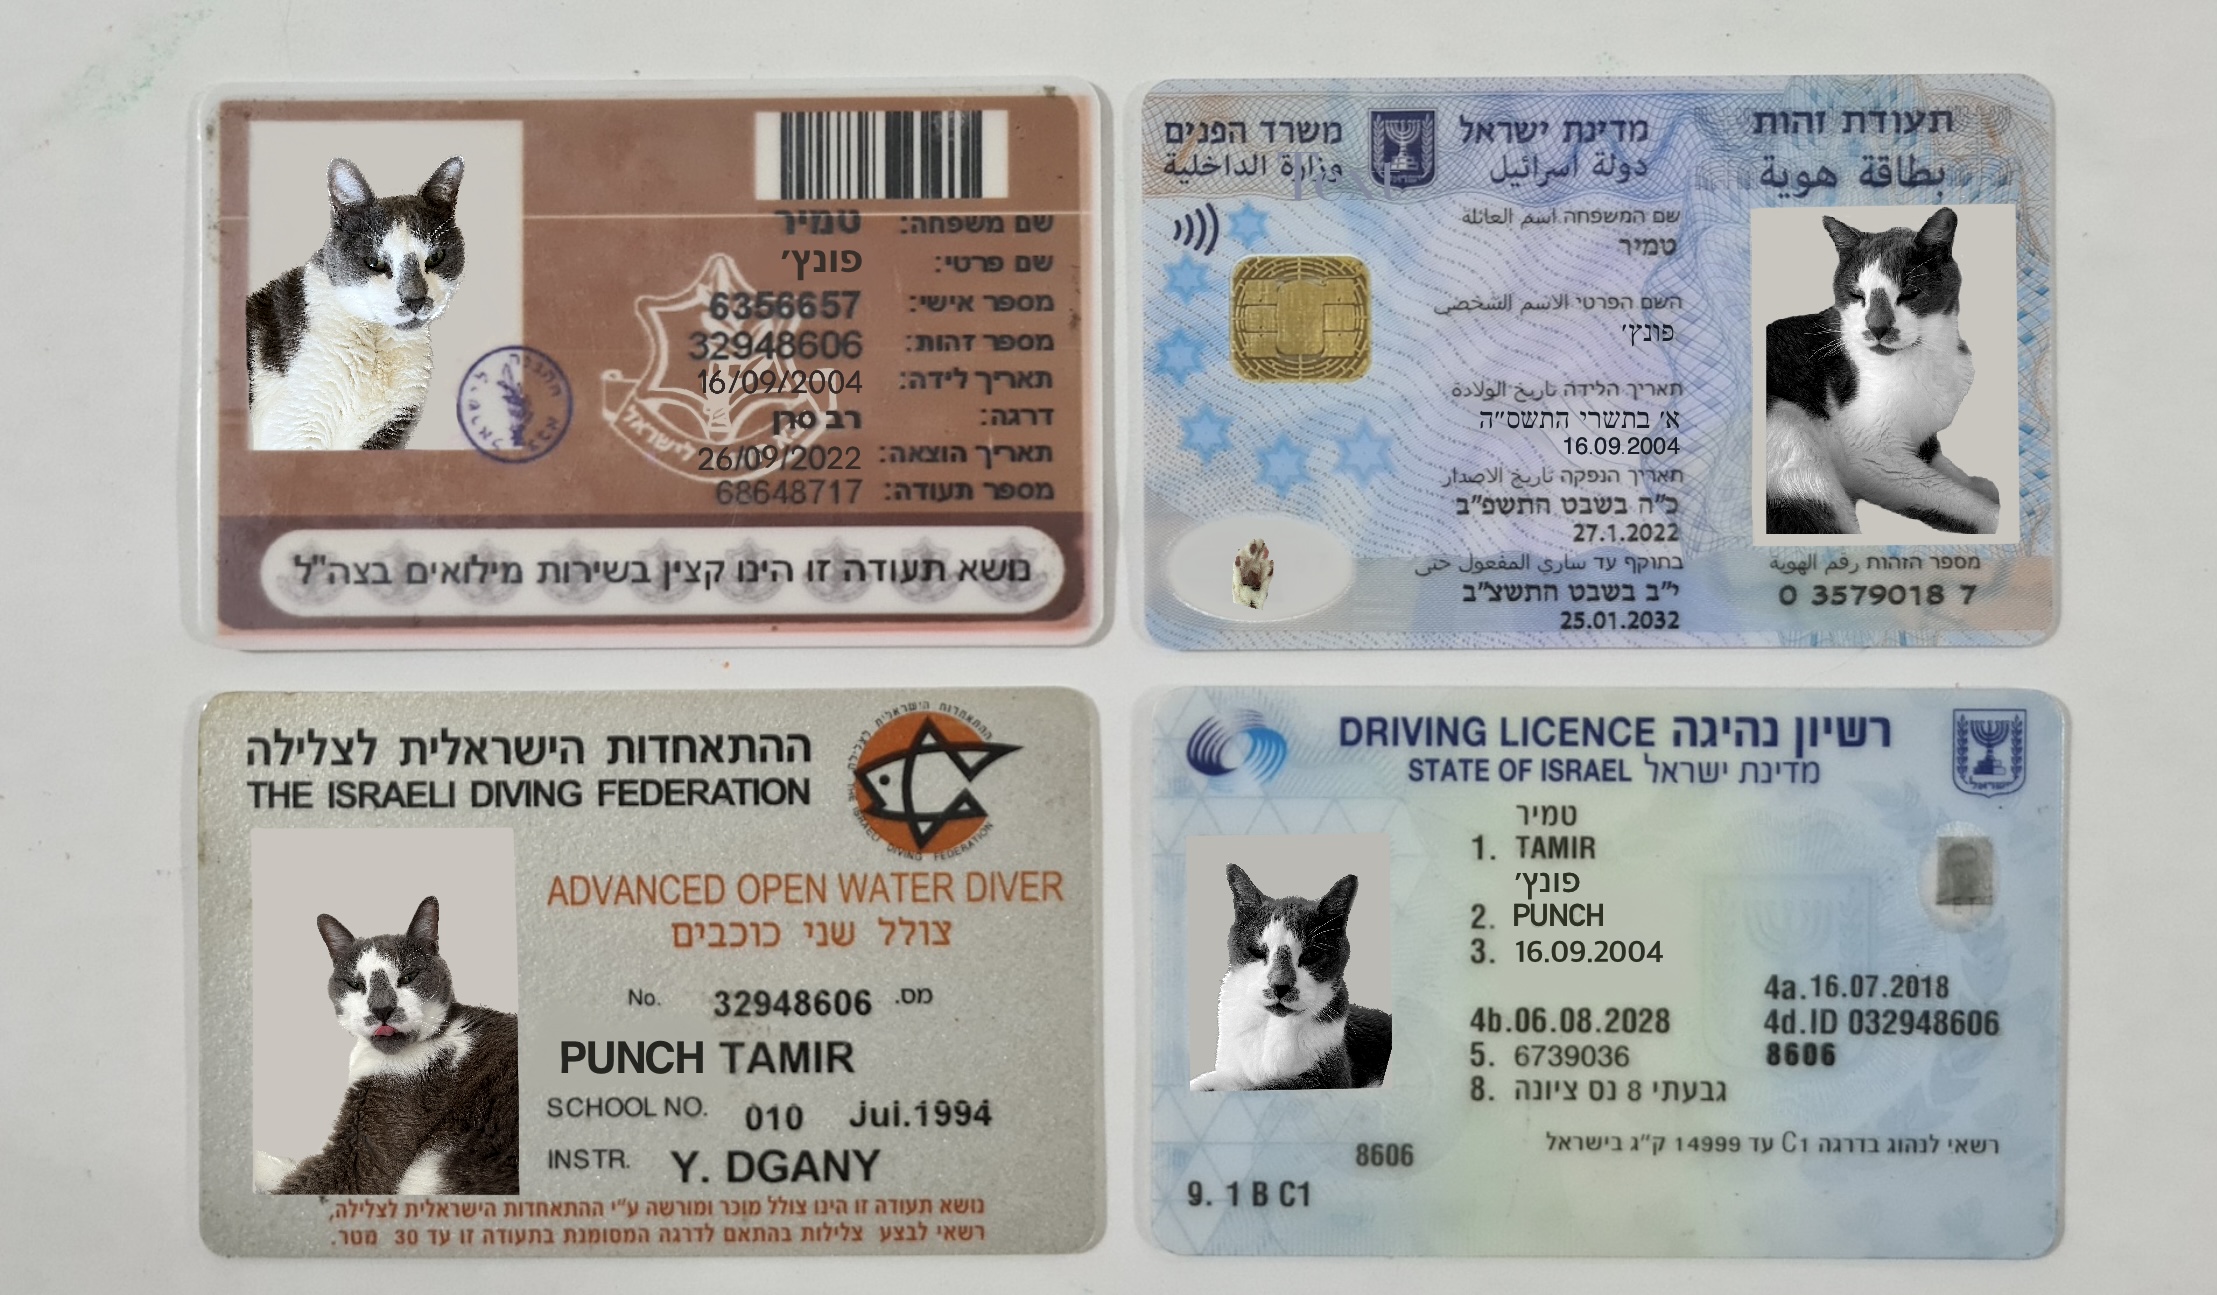 שם משפחה: טמיר
שם פרטי: פונץ׳
מספר אישי: 6356657
מספר זהות: 32948606
תאריך לידה: 16/09/2004
דרגה: רב סרן
תאריך הוצאה: 26/09/2022
מספר תעודה: 68648717
נושא תעודה זו הינו קצין בשירות מילואים בצה"ל
תעודת זהות
بطاقة هوية
מדינת ישראל
دولة اسرائيل
משרד הפנים
وزارة الداخلية
שם המשפחה اسم العائلة
טמיר
השם הפרטי الاسم الشخصي
פונץ׳
תאריך הלידה تاريخ الولادة
א׳ בתשרי התשס״ה
16.09.2004
תאריך הנפקה تاريخ الاصدار
כ״ה בשבט התשפ״ב
27.1.2022
בתוקף עד ساري المفعول حتى
י״ב בשבט התשצ״ב
25.01.2032
מספר הזהות رقم الهوية
0 3579018 7
ההתאחדות הישראלית לצלילה
THE ISRAELI DIVING FEDERATION
ההתאחדות הישראלית לצלילה
THE ISRAELI DIVING FEDERATION
ADVANCED OPEN WATER DIVER
צולל שני כוכבים
No. 32948606 מס.
PUNCH TAMIR
SCHOOL NO. 010 Jul.1994
INSTR. Y. DGANY
נושא תעודה זו הינו צולל מוכר ומורשה ע״י ההתאחדות הישראלית לצלילה,
רשאי לבצע צלילות בהתאם לדרגה המסומנת בתעודה זו עד 30 מטר.
DRIVING LICENCE רשיון נהיגה
STATE OF ISRAEL מדינת ישראל
טמיר
1. TAMIR
פונץ׳
2. PUNCH
3. 16.09.2004
4a.16.07.2018
4b.06.08.2028 4d.ID 032948606
5. 6739036 8606
8. גבעתי 8 נס ציונה
רשאי לנהוג בדרגה C1 עד 14999 ק״ג בישראל
8606
9. 1 B C1